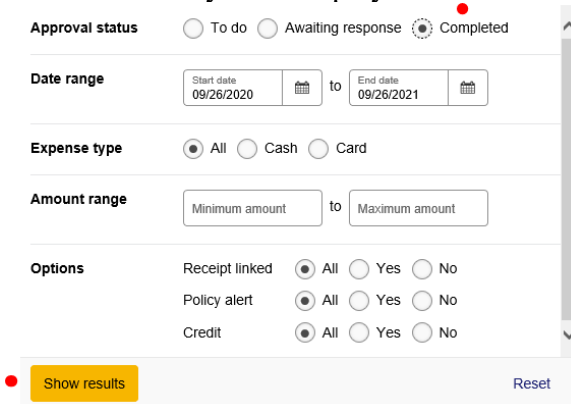 Approval status To do Awaiting response Completed
Date range Start date 09/26/2020 to End date 09/26/2021
Expense type All Cash Card
Amount range Minimum amount to Maximum amount
Options Receipt linked All Yes No
Policy alert All Yes No
Credit All Yes No
Show results Reset